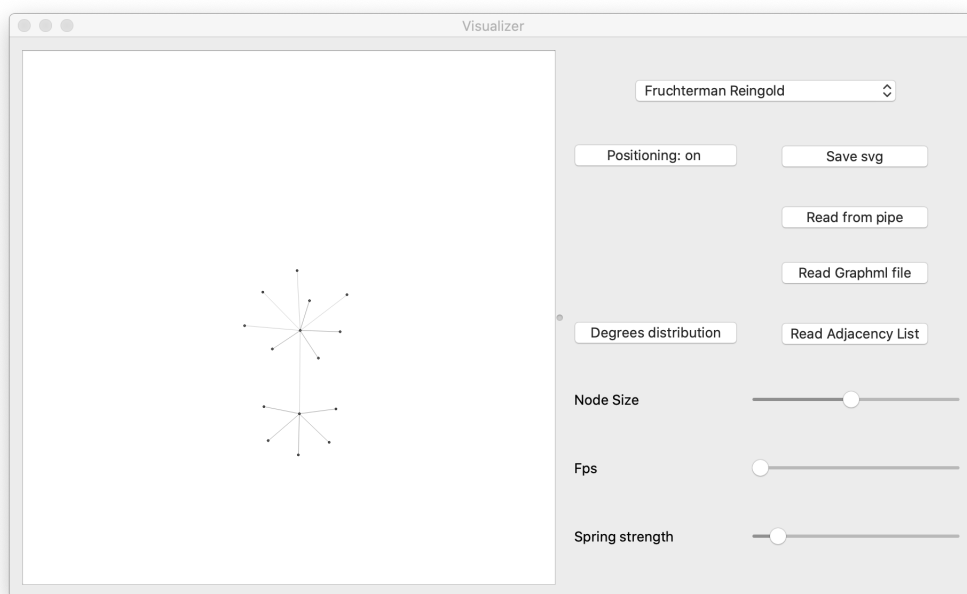 Visualizer
Fruchterman Reingold
Positioning: on
Save svg
Read from pipe
Read Graphml file
Degrees distribution
Read Adjacency List
Node Size
Fps
Spring strength